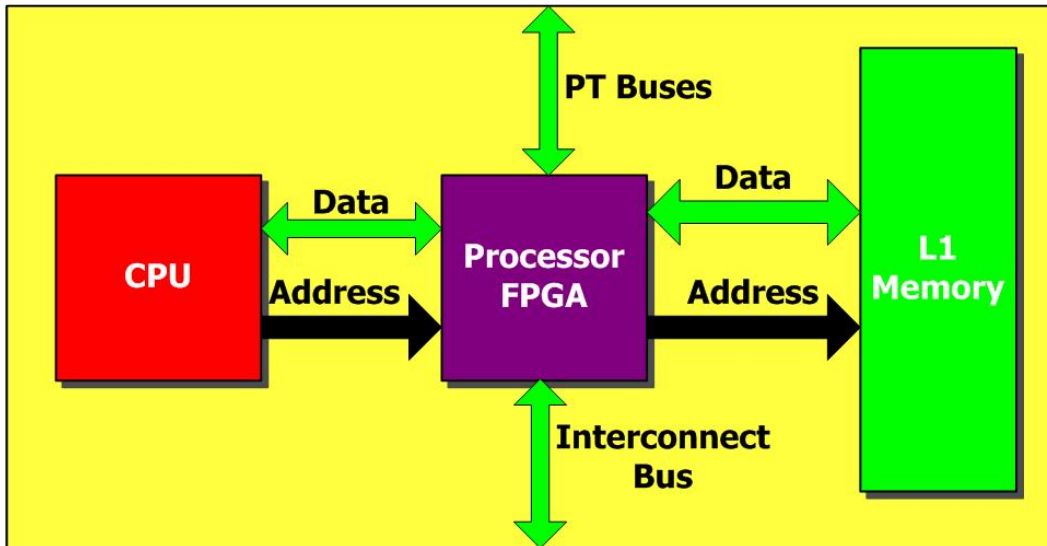 PT Buses
Data
Data
CPU
Processor
FPGA
L1
Memory
Address
Address
Interconnect
Bus